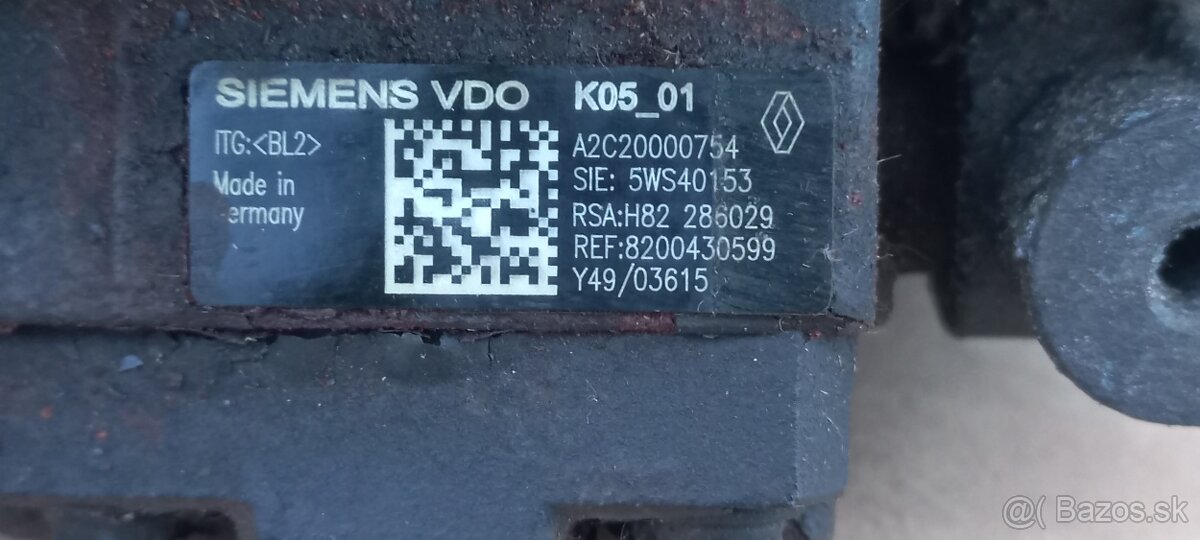 SIEMENS VDO K05_01
ITG:<BL2>
Made in
Germany
A2C20000754
SIE: 5WS40153
RSA:H82 286029
REF:8200430599
Y49/03615
@( Bazos.sk